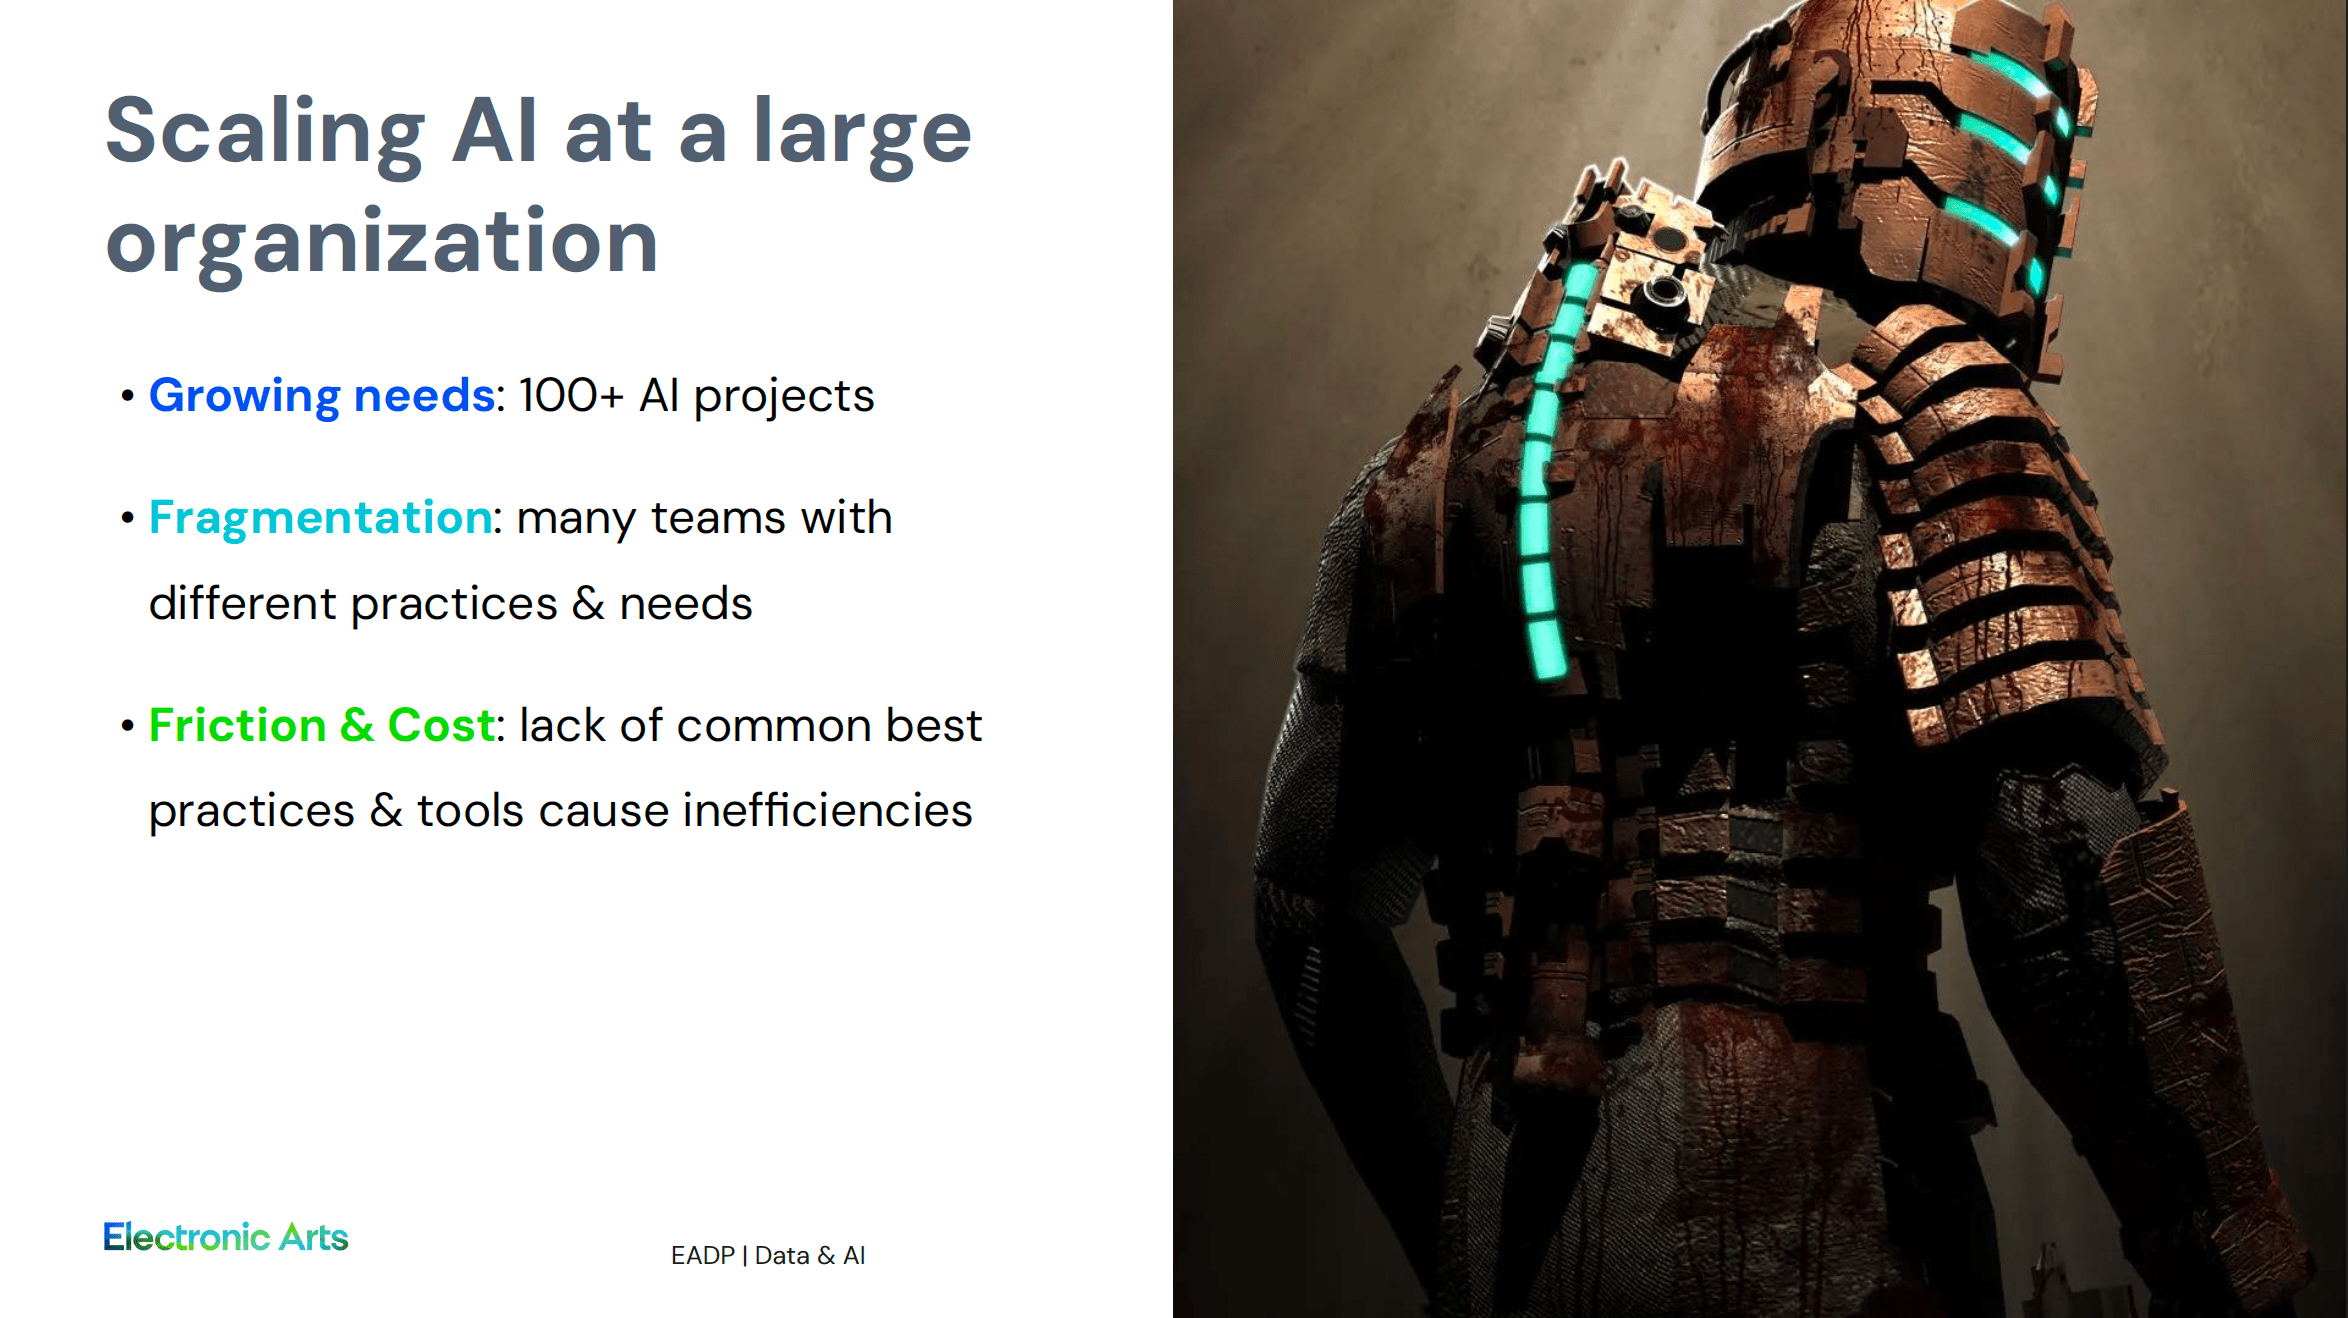 Scaling AI at a large
organization
• Growing needs: 100+ AI projects
• Fragmentation: many teams with
different practices & needs
• Friction & Cost: lack of common best
practices & tools cause inefficiencies
Electronic Arts
EADP | Data & AI